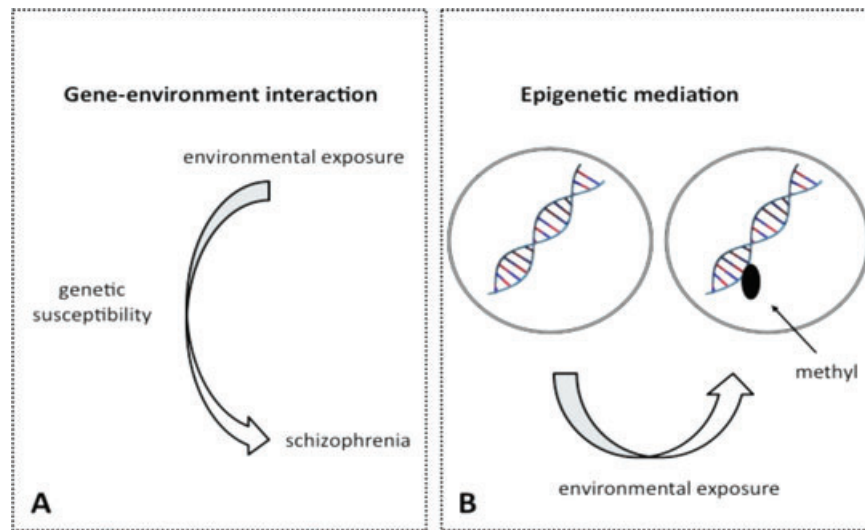 Gene-environment interaction
environmental exposure
genetic
susceptibility
schizophrenia
A
Epigenetic mediation
methyl
environmental exposure
B